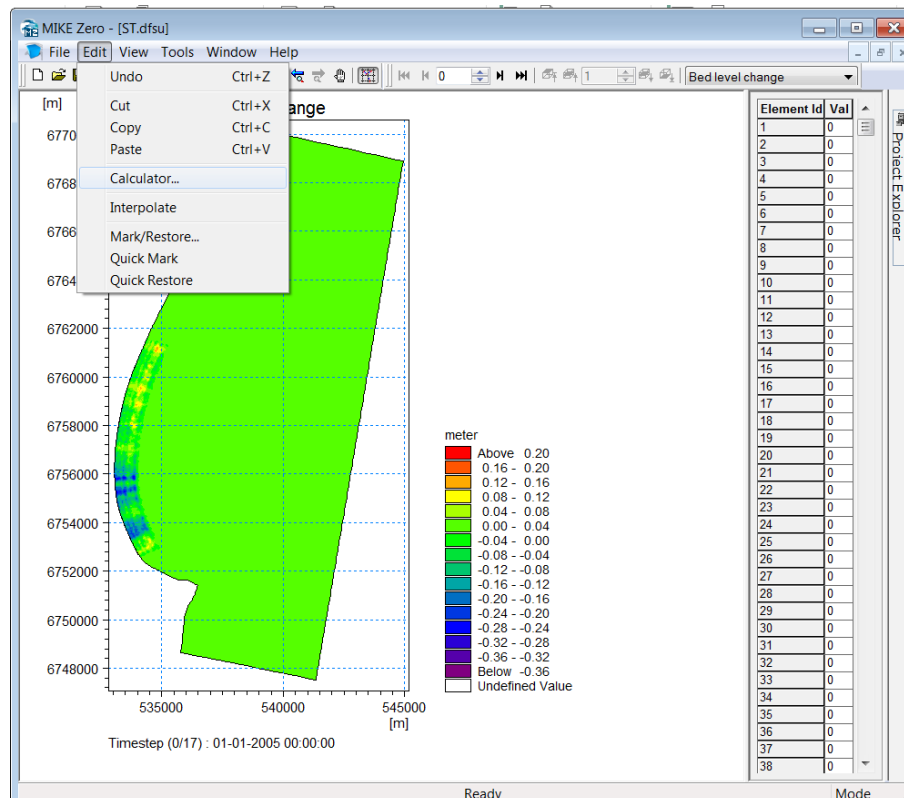 MIKE Zero - [ST.dfsu]
File Edit View Tools Window Help
0 1 Bed level change
Undo Ctrl+Z
Cut Ctrl+X
Copy Ctrl+C
Paste Ctrl+V
Calculator...
Interpolate
Mark/Restore...
Quick Mark
Quick Restore
[m]
ange
6770
6768
6766
6764
6762000
6760000
6758000
6756000
6754000
6752000
6750000
6748000
535000 540000 545000
[m]
Timestep (0/17) : 01-01-2005 00:00:00
meter
Above 0.20
0.16 - 0.20
0.12 - 0.16
0.08 - 0.12
0.04 - 0.08
0.00 - 0.04
-0.04 - 0.00
-0.08 - -0.04
-0.12 - -0.08
-0.16 - -0.12
-0.20 - -0.16
-0.24 - -0.20
-0.28 - -0.24
-0.32 - -0.28
-0.36 - -0.32
Below -0.36
Undefined Value
Element Id Val
1 0
2 0
3 0
4 0
5 0
6 0
7 0
8 0
9 0
10 0
11 0
12 0
13 0
14 0
15 0
16 0
17 0
18 0
19 0
20 0
21 0
22 0
23 0
24 0
25 0
26 0
27 0
28 0
29 0
30 0
31 0
32 0
33 0
34 0
35 0
36 0
37 0
38 0
Project Explorer
Ready Mode